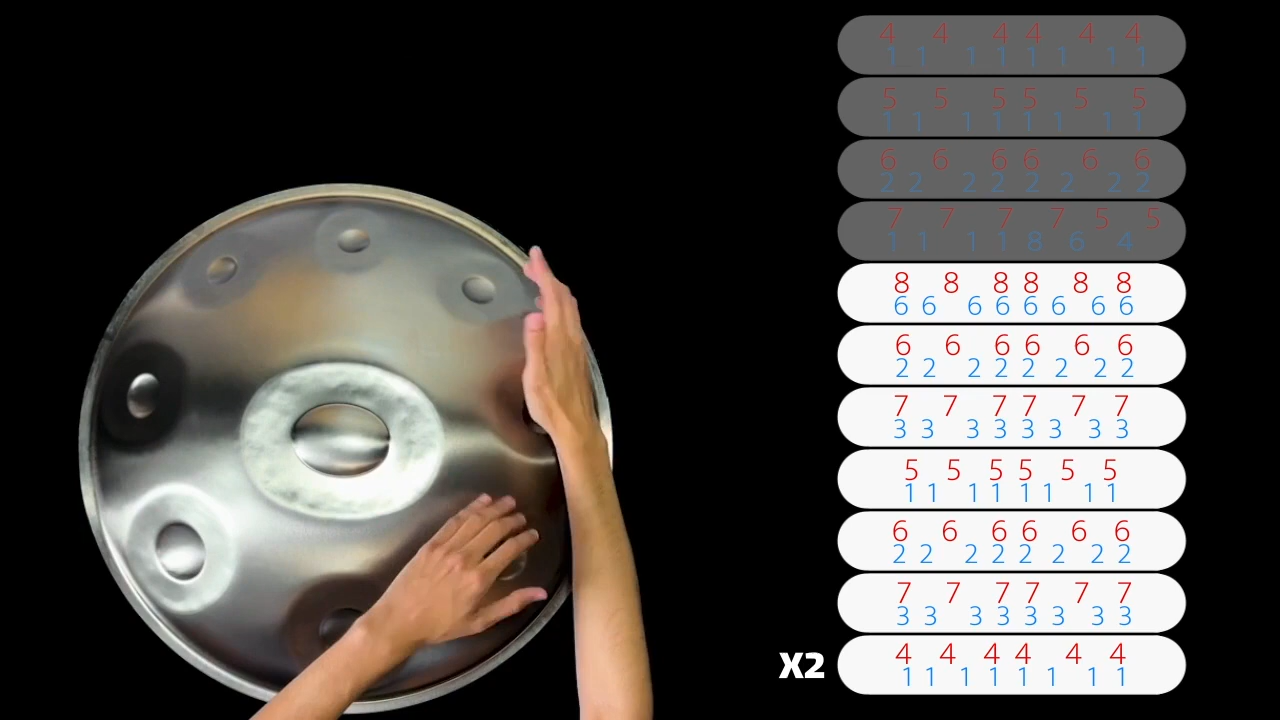 4 4 4 4 4 4
1 1 1 1 1 1 1 1
5 5 5 5 5 5
1 1 1 1 1 1 1 1
6 6 6 6 6 6
2 2 2 2 2 2 2 2
7 7 7 7 5 5
1 1 1 1 8 6 4
8 8 8 8 8 8
6 6 6 6 6 6 6 6
6 6 6 6 6 6
2 2 2 2 2 2 2 2
7 7 7 7 7 7
3 3 3 3 3 3 3 3
5 5 5 5 5 5
1 1 1 1 1 1 1 1
6 6 6 6 6 6
2 2 2 2 2 2 2 2
7 7 7 7 7 7
3 3 3 3 3 3 3 3
4 4 4 4 4 4
X2 1 1 1 1 1 1 1 1